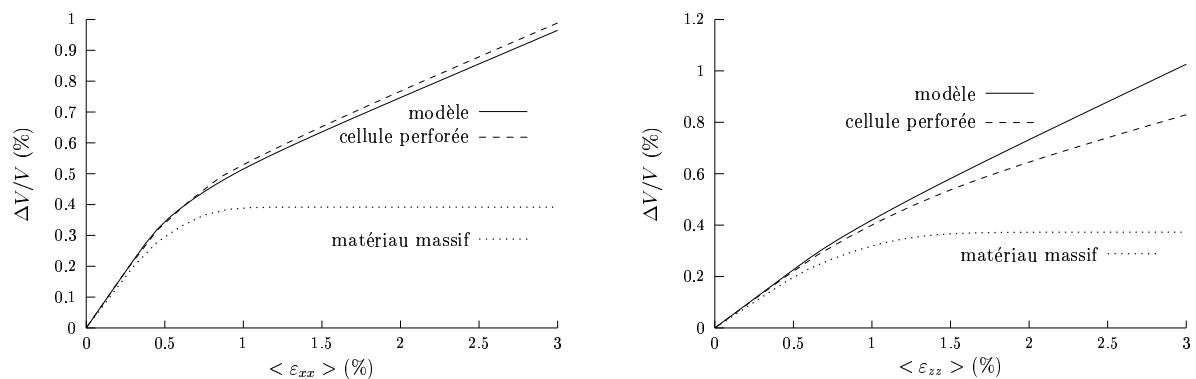 1
0.9
0.8
0.7
0.6
0.5
0.4
0.3
0.2
0.1
0
ΔV/V (%)
modèle
cellule perforée
matériau massif
0 0.5 1 1.5 2 2.5 3
< εxx > (%)
1.2
1
0.8
0.6
0.4
0.2
0
ΔV/V (%)
modèle
cellule perforée
matériau massif
0 0.5 1 1.5 2 2.5 3
< εzz > (%)